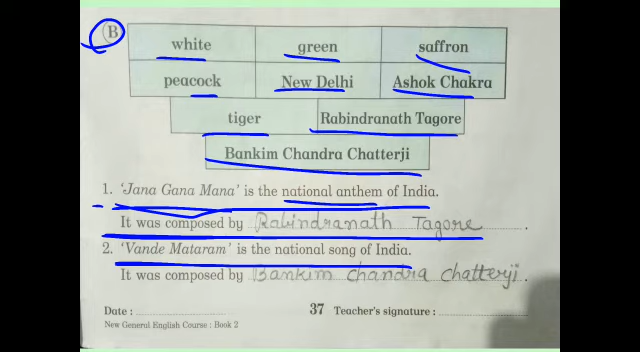 B
white green saffron
peacock New Delhi Ashok Chakra
tiger Rabindranath Tagore
Bankim Chandra Chatterji
1. 'Jana Gana Mana' is the national anthem of India.
It was composed by Rabindranath Tagore.
2. 'Vande Mataram' is the national song of India.
It was composed by Bankim chandra chatterji.
Date : 37 Teacher's signature :
New General English Course : Book 2